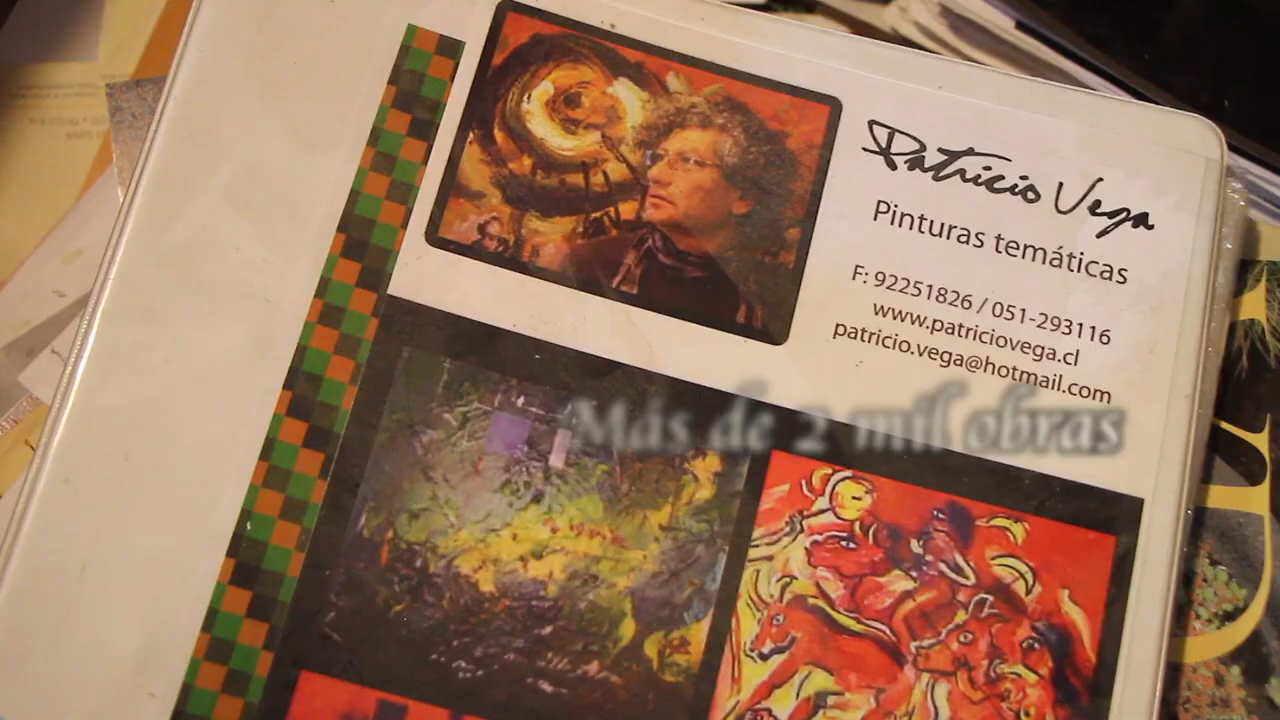 Patricio Vega
Pinturas temáticas
F: 92251826 / 051-293116
www.patriciovega.cl
patricio.vega@hotmail.com
Más de 2 mil obras